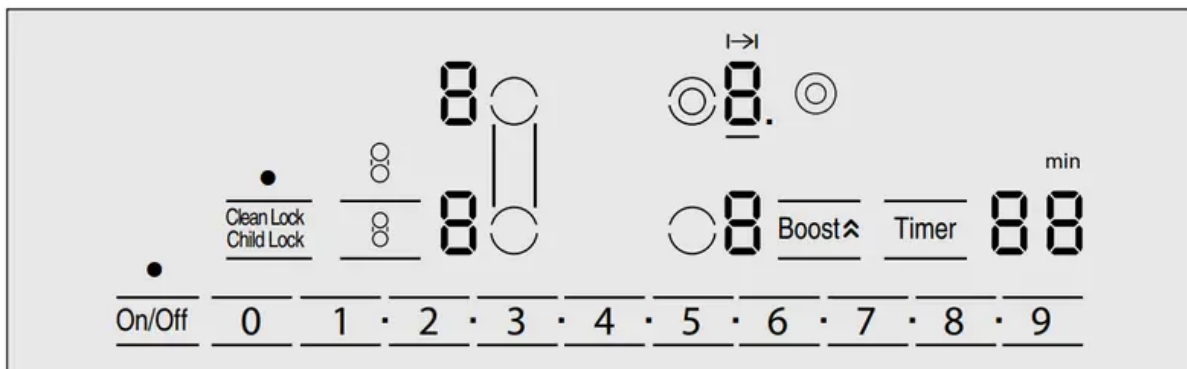 8 8.
min
Clean Lock
Child Lock
8 8 Boost Timer 88
On/Off 0 1 · 2 · 3 · 4 · 5 · 6 · 7 · 8 · 9